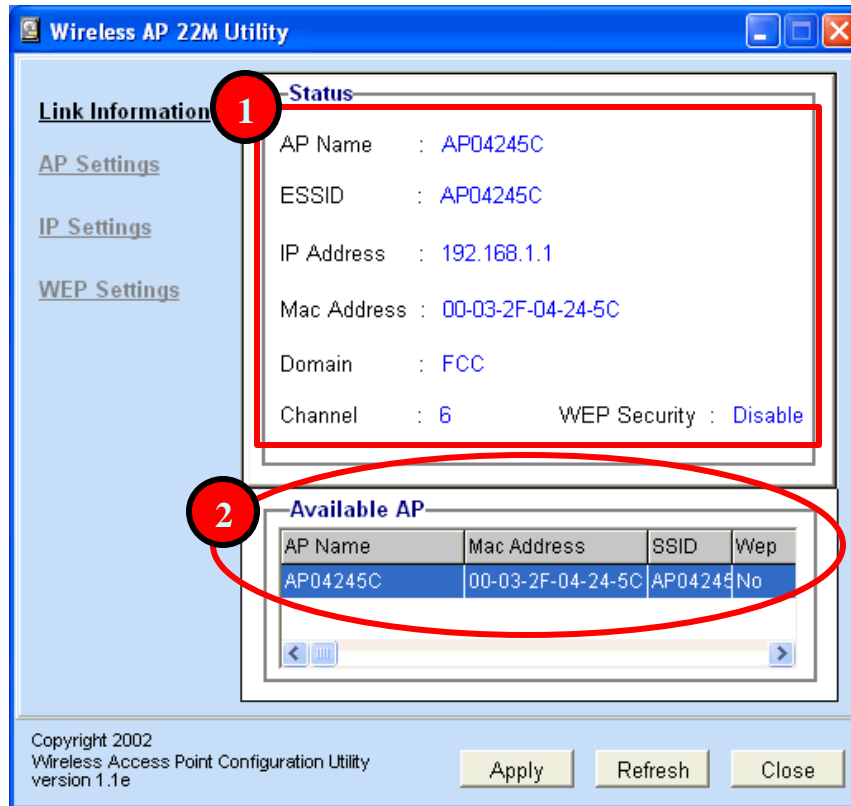 Wireless AP 22M Utility
Link Information
AP Settings
IP Settings
WEP Settings
1
Status
AP Name : AP04245C
ESSID : AP04245C
IP Address : 192.168.1.1
Mac Address : 00-03-2F-04-24-5C
Domain : FCC
Channel : 6 WEP Security : Disable
2
Available AP
AP Name Mac Address SSID Wep
AP04245C 00-03-2F-04-24-5C AP04245 No
Copyright 2002
Wireless Access Point Configuration Utility
version 1.1e
Apply Refresh Close